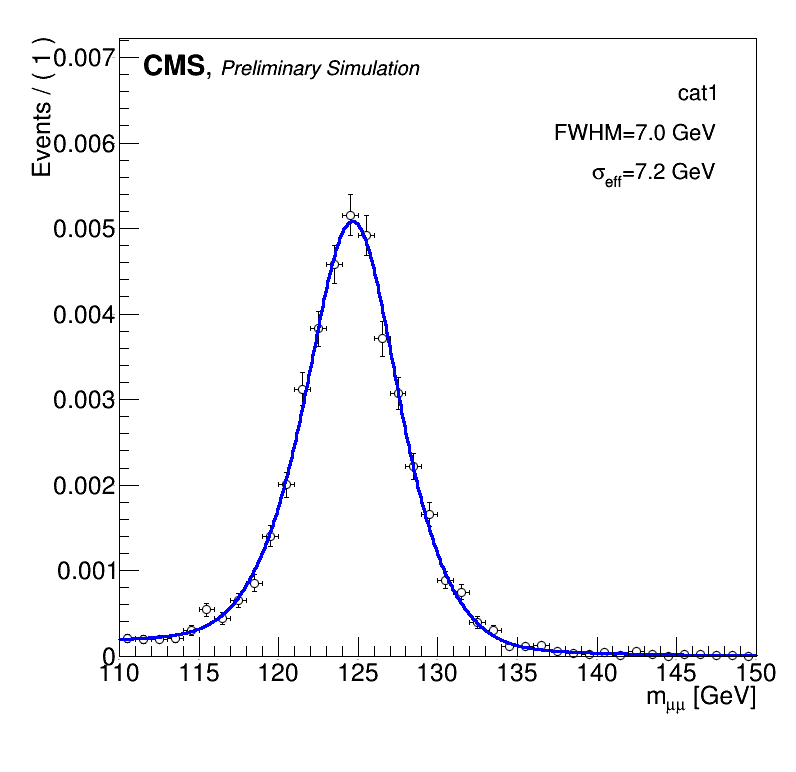 CMS, Preliminary Simulation
cat1
FWHM=7.0 GeV
σeff=7.2 GeV
Events / ( 1 )
0.007
0.006
0.005
0.004
0.003
0.002
0.001
0
110 115 120 125 130 135 140 145 150
mμμ [GeV]